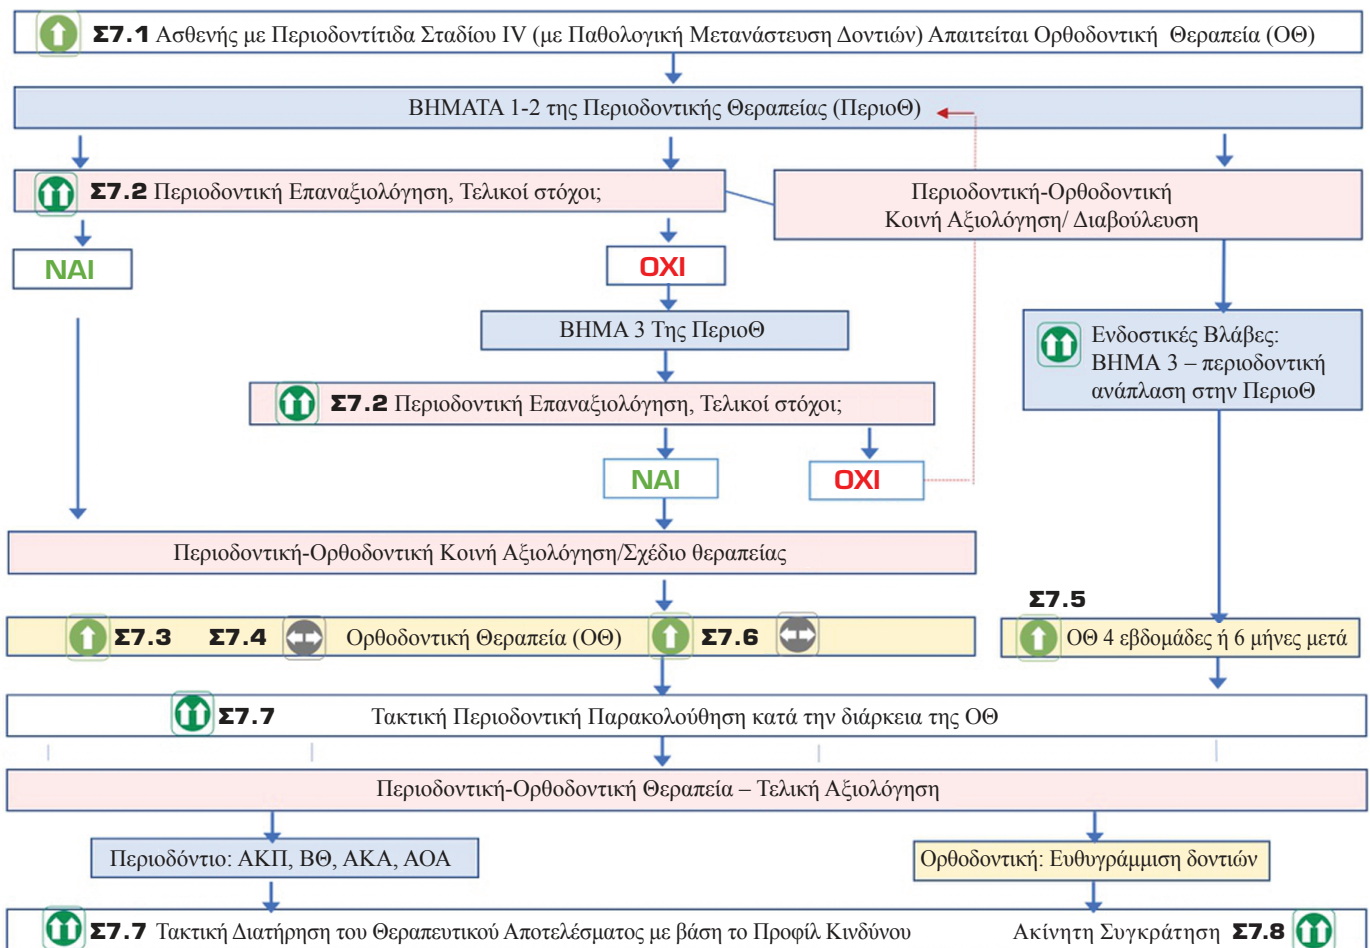 Σ7.1 Ασθενής με Περιοδοντίτιδα Σταδίου IV (με Παθολογική Μετανάστευση Δοντιών) Απαιτείται Ορθοδοντική Θεραπεία (ΟΘ)
ΒΗΜΑΤΑ 1-2 της Περιοδοντικής Θεραπείας (ΠεριοΘ)
Σ7.2 Περιοδοντική Επαναξιολόγηση, Τελικοί στόχοι;
Περιοδοντική-Ορθοδοντική
Κοινή Αξιολόγηση/ Διαβούλευση
ΝΑΙ
ΟΧΙ
ΒΗΜΑ 3 Της ΠεριοΘ
Ενδοστικές Βλάβες:
ΒΗΜΑ 3 – περιοδοντική
ανάπλαση στην ΠεριοΘ
Σ7.2 Περιοδοντική Επαναξιολόγηση, Τελικοί στόχοι;
ΝΑΙ
ΟΧΙ
Περιοδοντική-Ορθοδοντική Κοινή Αξιολόγηση/Σχέδιο θεραπείας
Σ7.3 Σ7.4 Ορθοδοντική Θεραπεία (ΟΘ) Σ7.6
Σ7.5
ΟΘ 4 εβδομάδες ή 6 μήνες μετά
Σ7.7 Τακτική Περιοδοντική Παρακολούθηση κατά την διάρκεια της ΟΘ
Περιοδοντική-Ορθοδοντική Θεραπεία – Τελική Αξιολόγηση
Περιοδόντιο: ΑΚΠ, ΒΘ, ΑΚΑ, ΑΟΑ
Ορθοδοντική: Ευθυγράμμιση δοντιών
Σ7.7 Τακτική Διατήρηση του Θεραπευτικού Αποτελέσματος με βάση το Προφίλ Κινδύνου
Ακίνητη Συγκράτηση Σ7.8